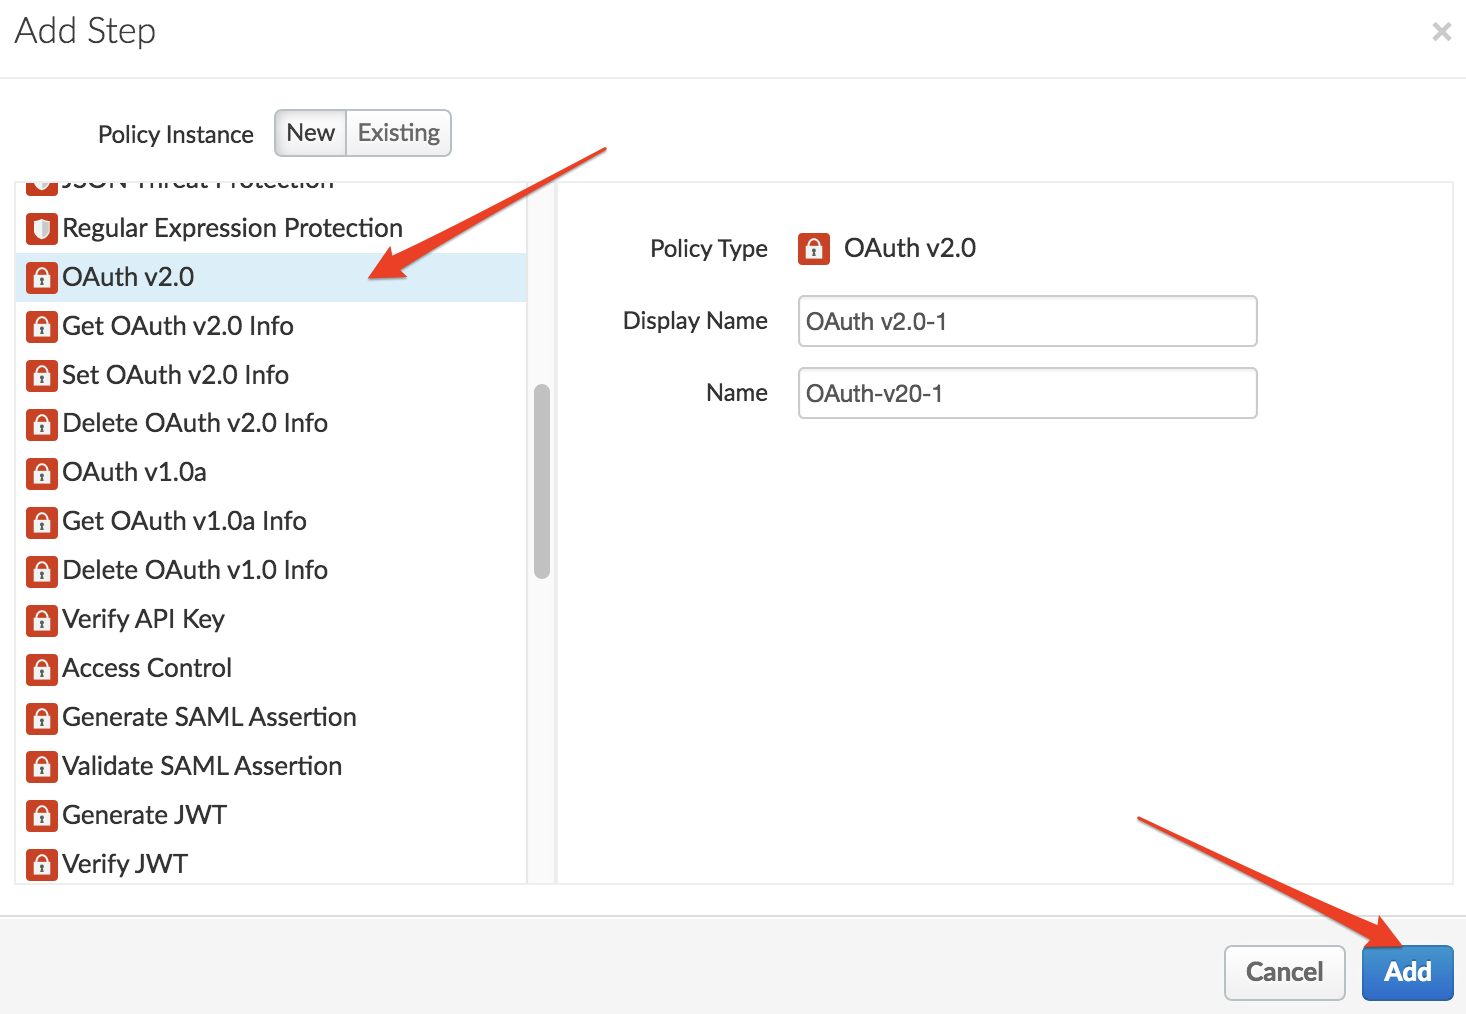 Add Step
×
Policy Instance New Existing
JSON Threat Protection
Regular Expression Protection
OAuth v2.0
Get OAuth v2.0 Info
Set OAuth v2.0 Info
Delete OAuth v2.0 Info
OAuth v1.0a
Get OAuth v1.0a Info
Delete OAuth v1.0 Info
Verify API Key
Access Control
Generate SAML Assertion
Validate SAML Assertion
Generate JWT
Verify JWT
Policy Type OAuth v2.0
Display Name OAuth v2.0-1
Name OAuth-v20-1
Cancel Add